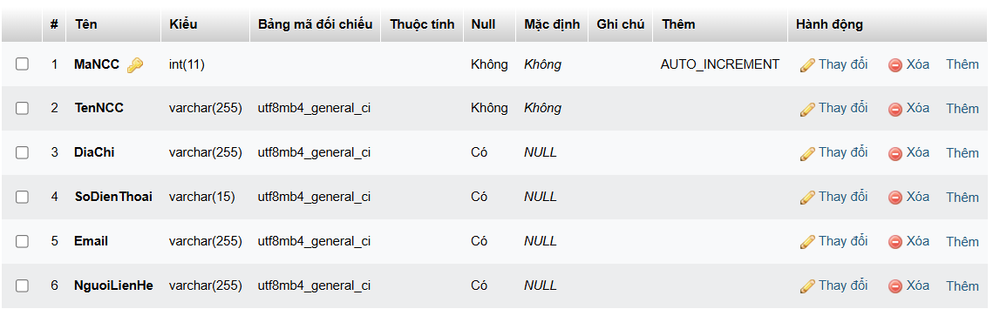 # Tên Kiểu Bảng mã đối chiếu Thuộc tính Null Mặc định Ghi chú Thêm Hành động
1 MaNCC int(11) Không Không AUTO_INCREMENT Thay đổi Xóa Thêm
2 TenNCC varchar(255) utf8mb4_general_ci Không Không Thay đổi Xóa Thêm
3 DiaChi varchar(255) utf8mb4_general_ci Có NULL Thay đổi Xóa Thêm
4 SoDienThoai varchar(15) utf8mb4_general_ci Có NULL Thay đổi Xóa Thêm
5 Email varchar(255) utf8mb4_general_ci Có NULL Thay đổi Xóa Thêm
6 NguoiLienHe varchar(255) utf8mb4_general_ci Có NULL Thay đổi Xóa Thêm